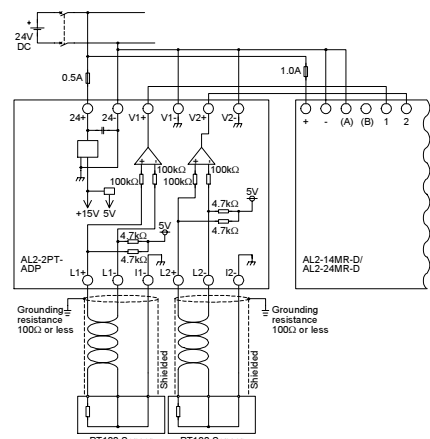 +
24V
DC
-
0.5A
1.0A
24+ 24- V1+ V1- V2+ V2-
+ - (A) (B) 1 2
+ - + -
100kΩ 100kΩ
100kΩ 100kΩ
+15V 5V
5V
4.7kΩ
5V
4.7kΩ
4.7kΩ
4.7kΩ
AL2-2PT-
ADP
AL2-14MR-D/
AL2-24MR-D
L1+ L1- I1- L2+ L2- I2-
Grounding
resistance
100Ω or less
Grounding
resistance
100Ω or less
Shielded
Shielded